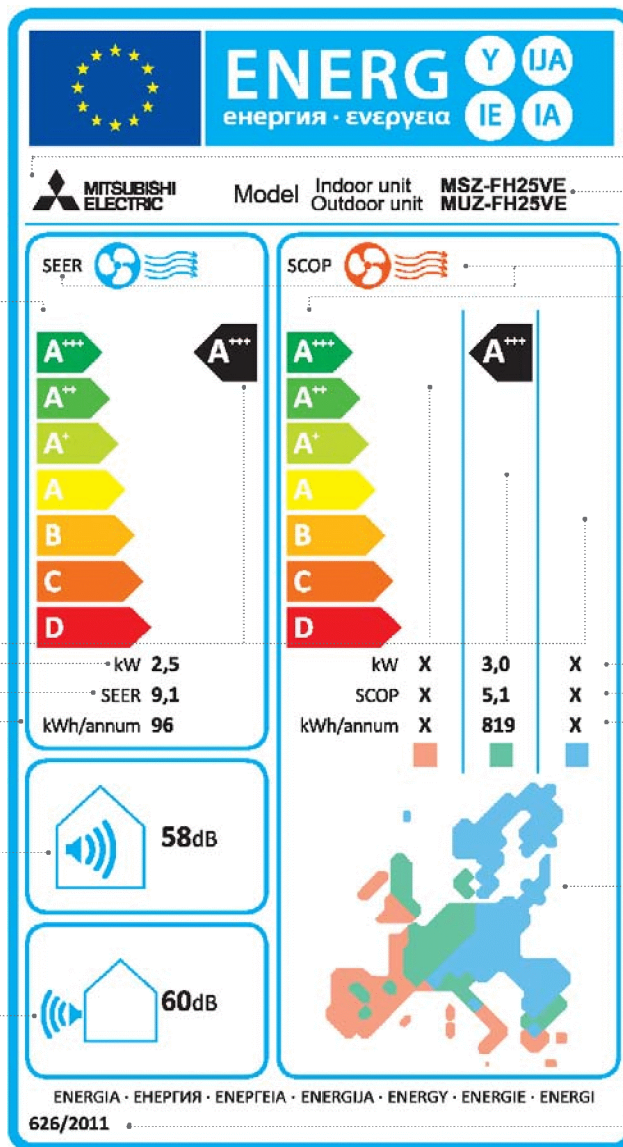 ENERG Y IJA
енергия · ενεργεια IE IA
MITSUBISHI
ELECTRIC
Model Indoor unit MSZ-FH25VE
Outdoor unit MUZ-FH25VE
SEER
A+++ A+++
A++
A+
A
B
C
D
kW 2,5
SEER 9,1
kWh/annum 96
SCOP
A+++ A+++
A++
A+
A
B
C
D
kW X 3,0 X
SCOP X 5,1 X
kWh/annum X 819 X
58dB
60dB
ENERGIA · ЕНЕРГИЯ · ΕΝΕΡΓΕΙΑ · ENERGIJA · ENERGY · ENERGIE · ENERGI
626/2011